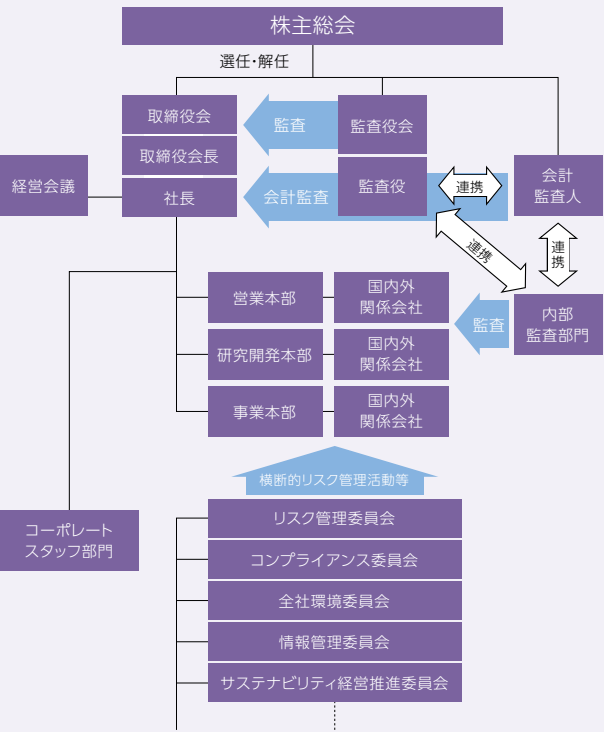 株主総会
選任・解任
取締役会
監査
監査役会
取締役会長
経営会議
社長
会計監査
監査役
連携
会計
監査人
連携
連携
営業本部
国内外
関係会社
監査
内部
監査部門
研究開発本部
国内外
関係会社
事業本部
国内外
関係会社
横断的リスク管理活動等
コーポレート
スタッフ部門
リスク管理委員会
コンプライアンス委員会
全社環境委員会
情報管理委員会
サステナビリティ経営推進委員会